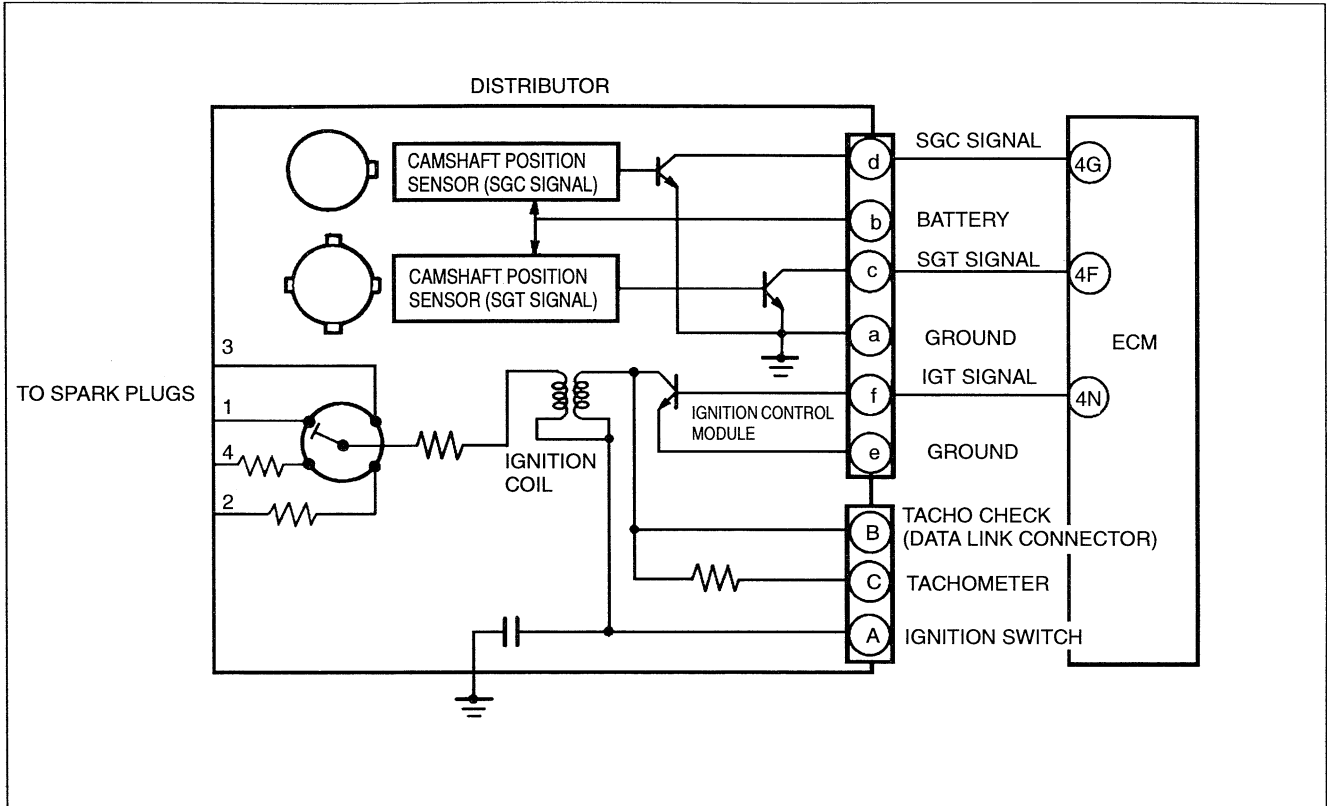 DISTRIBUTOR
CAMSHAFT POSITION
SENSOR (SGC SIGNAL)
d
SGC SIGNAL
4G
b
BATTERY
CAMSHAFT POSITION
SENSOR (SGT SIGNAL)
c
SGT SIGNAL
4F
a
GROUND
ECM
TO SPARK PLUGS
3
1
4
2
IGNITION
COIL
IGNITION CONTROL
MODULE
f
IGT SIGNAL
4N
e
GROUND
B
TACHO CHECK
(DATA LINK CONNECTOR)
C
TACHOMETER
A
IGNITION SWITCH